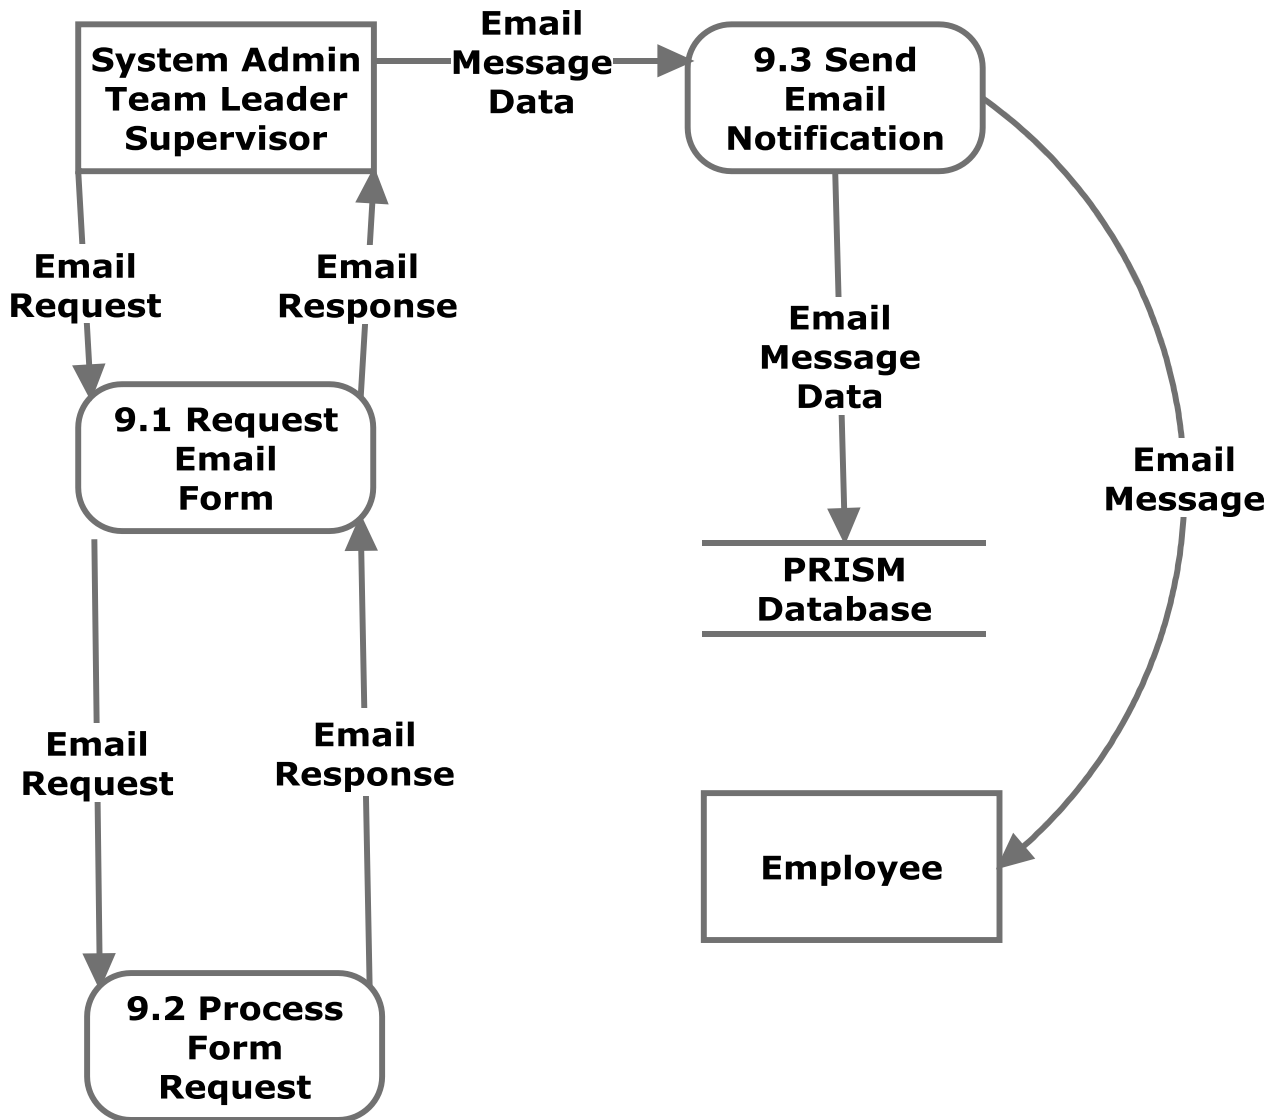 System Admin
Team Leader
Supervisor
Email
Message
Data
9.3 Send
Email
Notification
Email
Request
Email
Response
Email
Message
Data
9.1 Request
Email
Form
Email
Message
PRISM
Database
Email
Request
Email
Response
Employee
9.2 Process
Form
Request